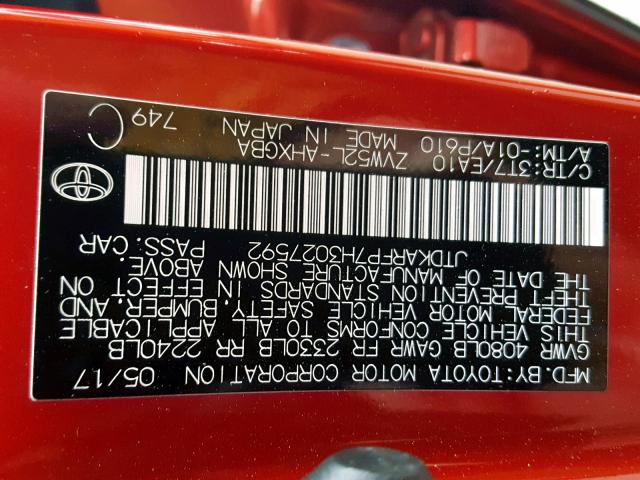 MFD. BY: TOYOTA MOTOR CORPORATION 05/17
GVWR 4080LB GAWR FR 2330LB RR 2240LB
THIS VEHICLE CONFORMS TO ALL APPLICABLE
FEDERAL MOTOR VEHICLE SAFETY, BUMPER, AND
THEFT PREVENTION STANDARDS IN EFFECT ON
THE DATE OF MANUFACTURE SHOWN ABOVE.
JTDKARFP7H3027592 PASS. CAR
C/TR: 3T7/EA10 ZVW52L-AHXGBA
A/TM: -01A/P610 MADE IN JAPAN 749 C